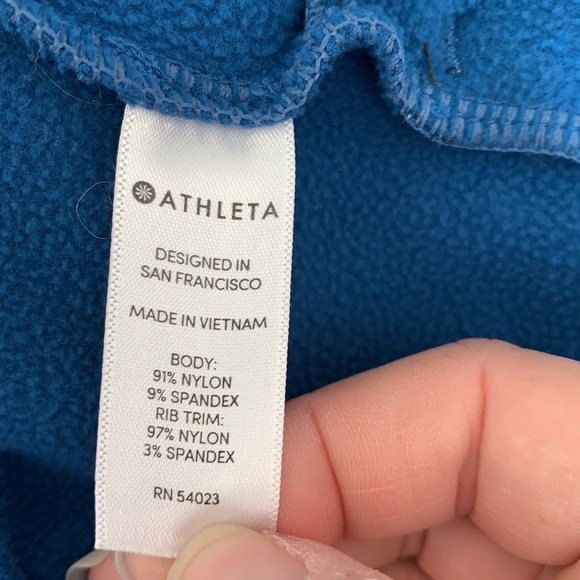 ATHLETA
DESIGNED IN
SAN FRANCISCO
MADE IN VIETNAM
BODY:
91% NYLON
9% SPANDEX
RIB TRIM:
97% NYLON
3% SPANDEX
RN 54023